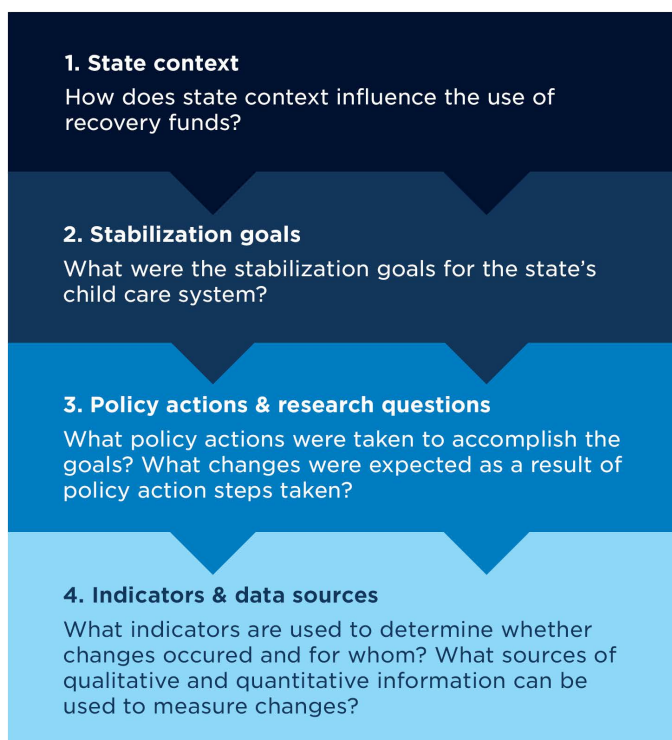 1. State context
How does state context influence the use of
recovery funds?
2. Stabilization goals
What were the stabilization goals for the state’s
child care system?
3. Policy actions & research questions
What policy actions were taken to accomplish the
goals? What changes were expected as a result of
policy action steps taken?
4. Indicators & data sources
What indicators are used to determine whether
changes occured and for whom? What sources of
qualitative and quantitative information can be
used to measure changes?